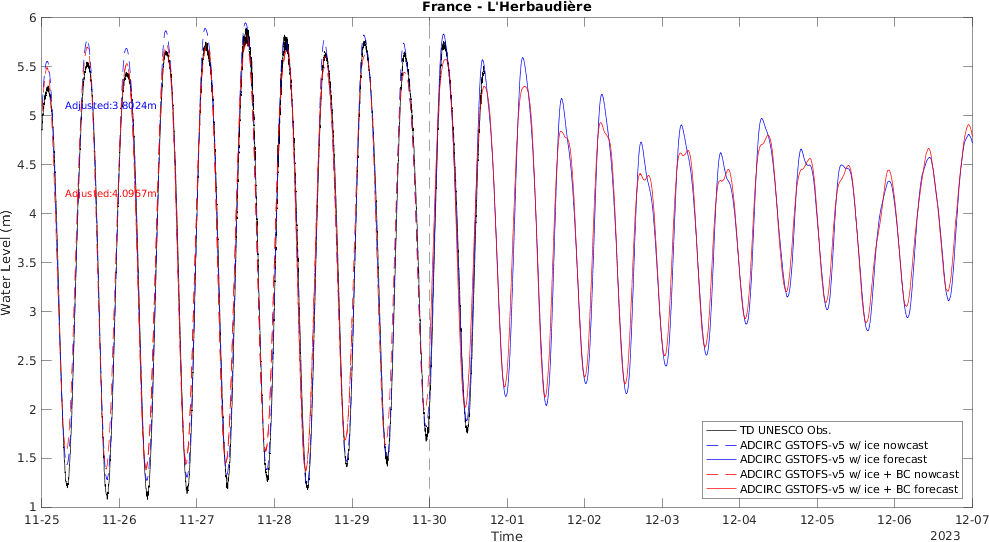 France - L'Herbaudière
Water Level (m)
6
5.5
5
4.5
4
3.5
3
2.5
2
1.5
1
Adjusted:3.8024m
Adjusted:4.0967m
TD UNESCO Obs.
ADCIRC GSTOFS-v5 w/ ice nowcast
ADCIRC GSTOFS-v5 w/ ice forecast
ADCIRC GSTOFS-v5 w/ ice + BC nowcast
ADCIRC GSTOFS-v5 w/ ice + BC forecast
11-25 11-26 11-27 11-28 11-29 11-30 12-01 12-02 12-03 12-04 12-05 12-06 12-07
Time
2023